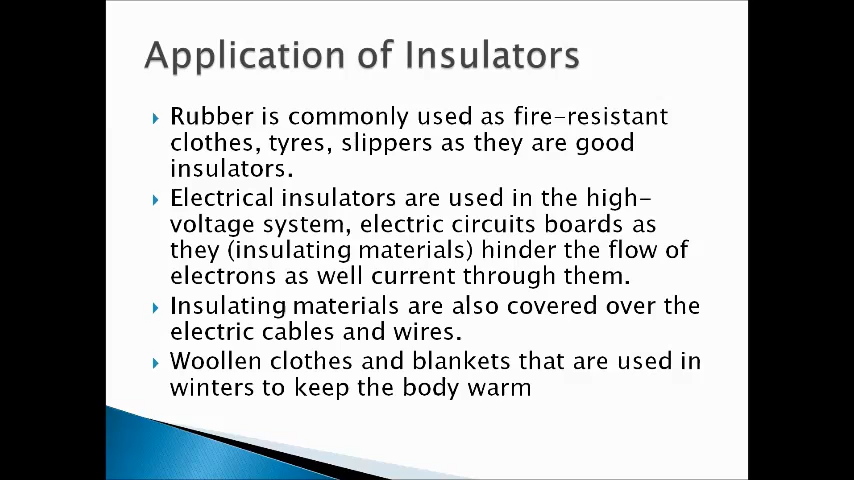 Application of Insulators
Rubber is commonly used as fire-resistant
clothes, tyres, slippers as they are good
insulators.
Electrical insulators are used in the high-
voltage system, electric circuits boards as
they (insulating materials) hinder the flow of
electrons as well current through them.
Insulating materials are also covered over the
electric cables and wires.
Woollen clothes and blankets that are used in
winters to keep the body warm